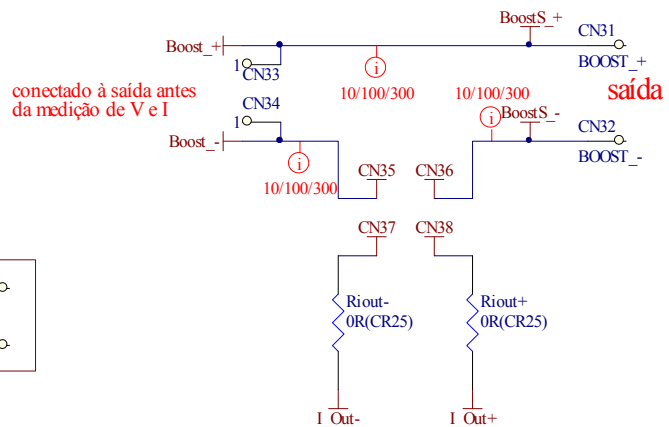 BoostS_+
CN31
Boost_+
BOOST_+
1
CN33
i
10/100/300
saída
conectado à saída antes
da medição de V e I
CN34
1
10/100/300
i
BoostS_-
CN32
Boost_-
BOOST_-
i
10/100/300
CN35
CN36
CN37
CN38
Riout-
0R(CR25)
Riout+
0R(CR25)
I Out-
I Out+